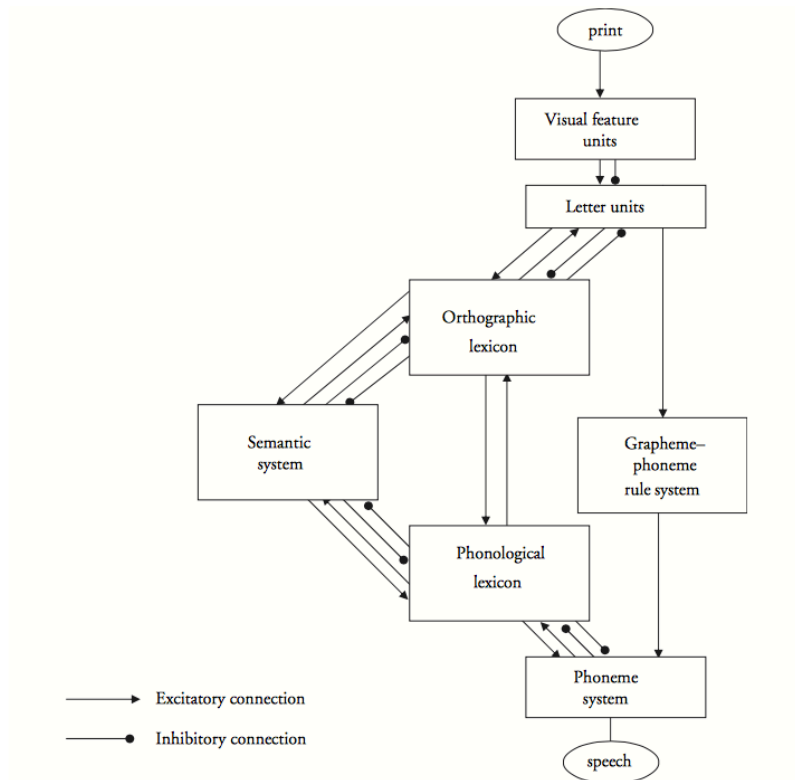 print
Visual feature
units
Letter units
Orthographic
lexicon
Semantic
system
Grapheme–
phoneme
rule system
Phonological
lexicon
Phoneme
system
Excitatory connection
Inhibitory connection
speech